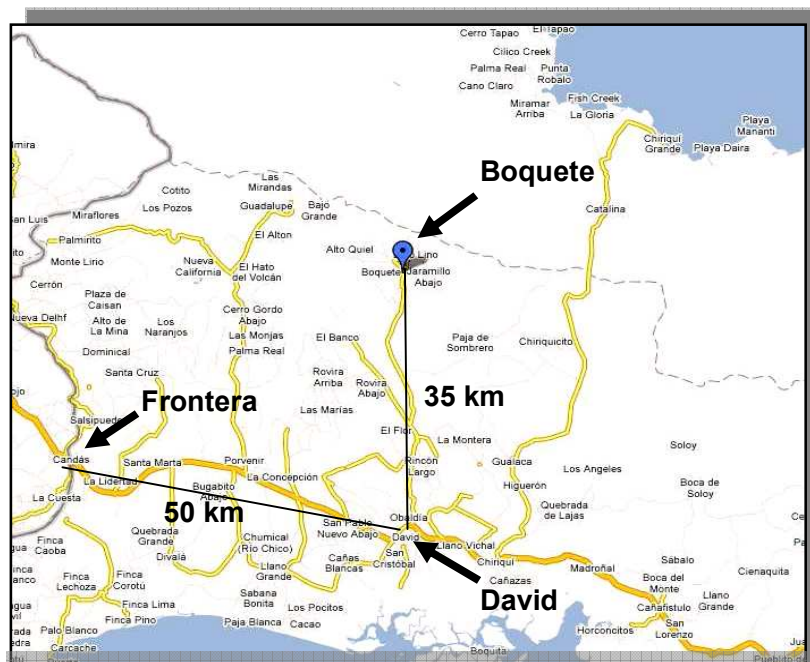 Cerro Tapao
El Tapao
Cilico Creek
Palma Real
Punta
Robalo
Cano Claro
Miramar
Arriba
Fish Creek
La Gloria
Playa
Mananti
Chiriquí
Grande
Playa Daira
Boquete
Las
Mirandas
Cotito
Los Pozos
Guadalupe
Bajo
Grande
San Luis
Miraflores
El Alton
Catalina
Palmirito
Alto Quiel
Lino
Monte Lirio
Nueva
California
El Hato
del Volcán
Boquete
Jaramillo
Abajo
Cerrón
Plaza de
Caisan
Nueva Delhi
Alto de
La Mina
Los
Naranjos
Cerro Gordo
Abajo
Las Monjas
Palma Real
El Banco
Paja de
Sombrero
Chiriquicito
Dominical
Santa Cruz
Rovira
Arriba
Rovira
Abajo
35 km
Frontera
Las Marías
Salsipuedes
El Flor
La Montera
Candás
Santa Marta
Porvenir
Rincón
Largo
Gualaca
Los Angeles
Soloy
La Libertad
La Concepción
Higuerón
Boca de
Soloy
La Cuesta
Bugabito
Abajo
50 km
Obaldía
Quebrada
de Lajas
San Pablo
Nuevo Abajo
David
Finca
Caoba
Quebrada
Grande
Divalá
Chumical
(Río Chico)
Cañas
Blancas
San
Cristóbal
Llano Vichal
Chiriquí
Finca
Lechoza
Finca
Corotú
Llano
Grande
Madroñal
Sábalo
Cienaquita
Boca del
Monte
David
Cañazas
Finca Lima
Sabana
Bonita
Los Pocitos
Llano
Grande
Cañafistulo
Finca Pino
Paja Blanca
Cacao
Horconcitos
San
Lorenzo
Palo Blanco
Carcache
Boquita